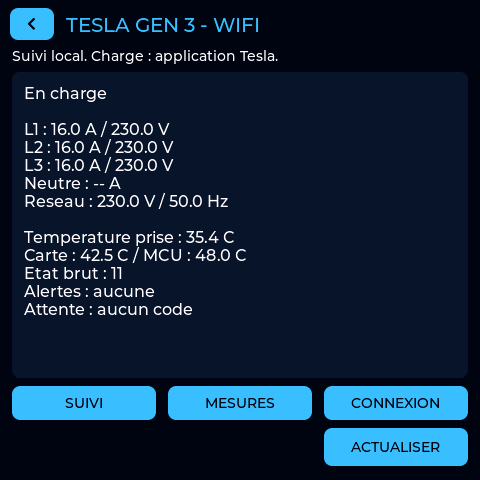 TESLA GEN 3 - WIFI
Suivi local. Charge : application Tesla.
En charge
L1 : 16.0 A / 230.0 V
L2 : 16.0 A / 230.0 V
L3 : 16.0 A / 230.0 V
Neutre : -- A
Reseau : 230.0 V / 50.0 Hz
Temperature prise : 35.4 C
Carte : 42.5 C / MCU : 48.0 C
Etat brut : 11
Alertes : aucune
Attente : aucun code
SUIVI
MESURES
CONNEXION
ACTUALISER